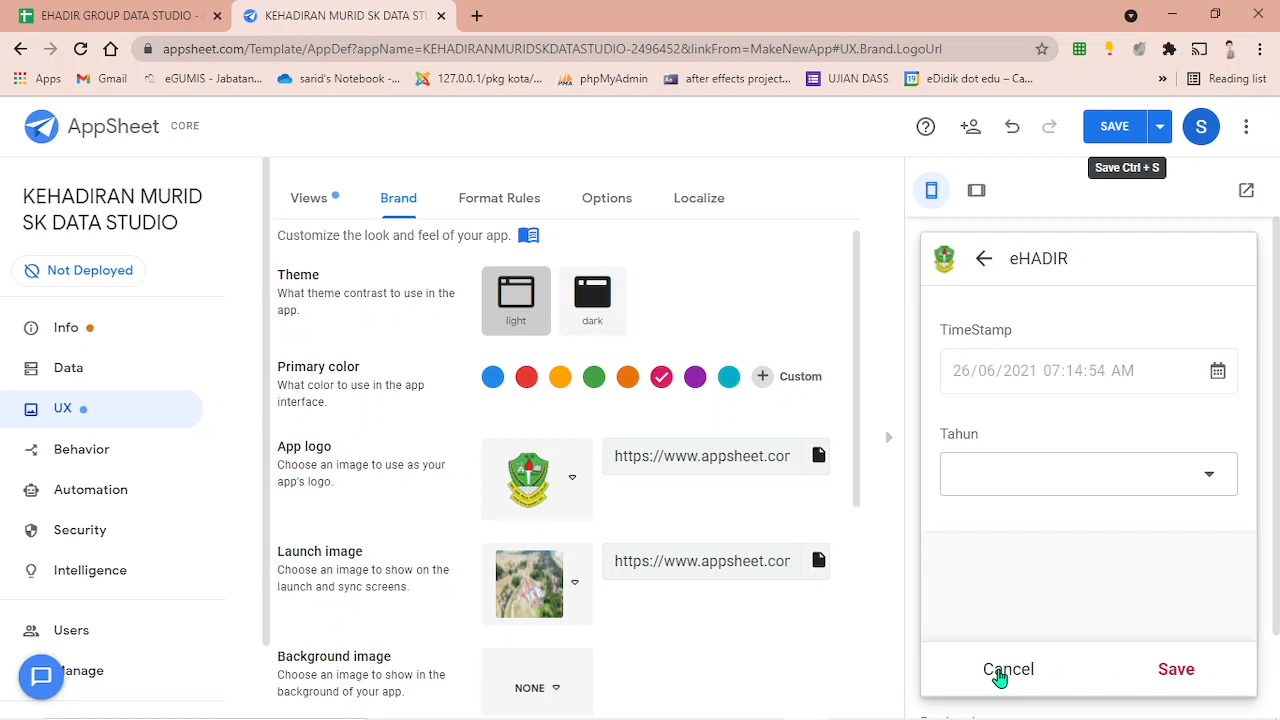 EHADIR GROUP DATA STUDIO -
KEHADIRAN MURID SK DATA STU
appsheet.com/Template/AppDef?appName=KEHADIRANMURIDSKDATASTUDIO-2496452&linkFrom=MakeNewApp#UX.Brand.LogoUrl
Apps
Gmail
eGUMIS - Jabatan...
sarid's Notebook -...
127.0.0.1/pkg kota/...
phpMyAdmin
after effects project...
UJIAN DASS
eDidik dot edu – Ca...
»
Reading list
AppSheet CORE
SAVE
S
Save Ctrl + S
KEHADIRAN MURID
SK DATA STUDIO
Not Deployed
Info
Data
UX
Behavior
Automation
Security
Intelligence
Users
anage
Views
Brand
Format Rules
Options
Localize
Customize the look and feel of your app.
Theme
What theme contrast to use in the
app.
light
dark
Primary color
What color to use in the app
interface.
Custom
App logo
Choose an image to use as your
app's logo.
https://www.appsheet.cor
Launch image
Choose an image to show on the
launch and sync screens.
https://www.appsheet.cor
Background image
Choose an image to show in the
background of your app.
NONE
eHADIR
TimeStamp
26/06/2021 07:14:54 AM
Tahun
Cancel
Save